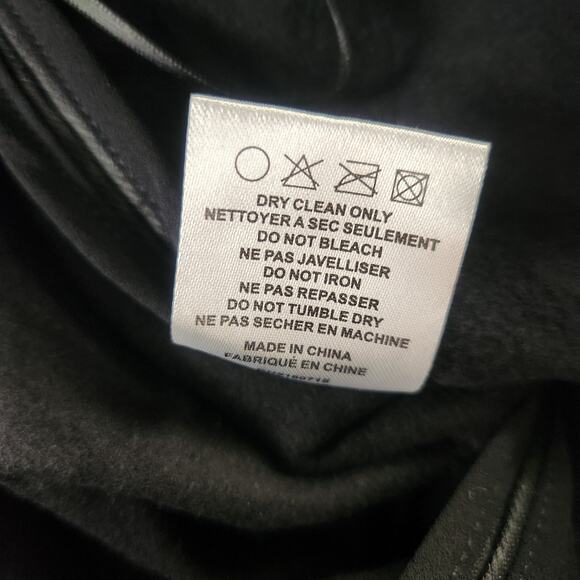 DRY CLEAN ONLY
NETTOYER A SEC SEULEMENT
DO NOT BLEACH
NE PAS JAVELLISER
DO NOT IRON
NE PAS REPASSER
DO NOT TUMBLE DRY
NE PAS SECHER EN MACHINE
MADE IN CHINA
FABRIQUÉ EN CHINE